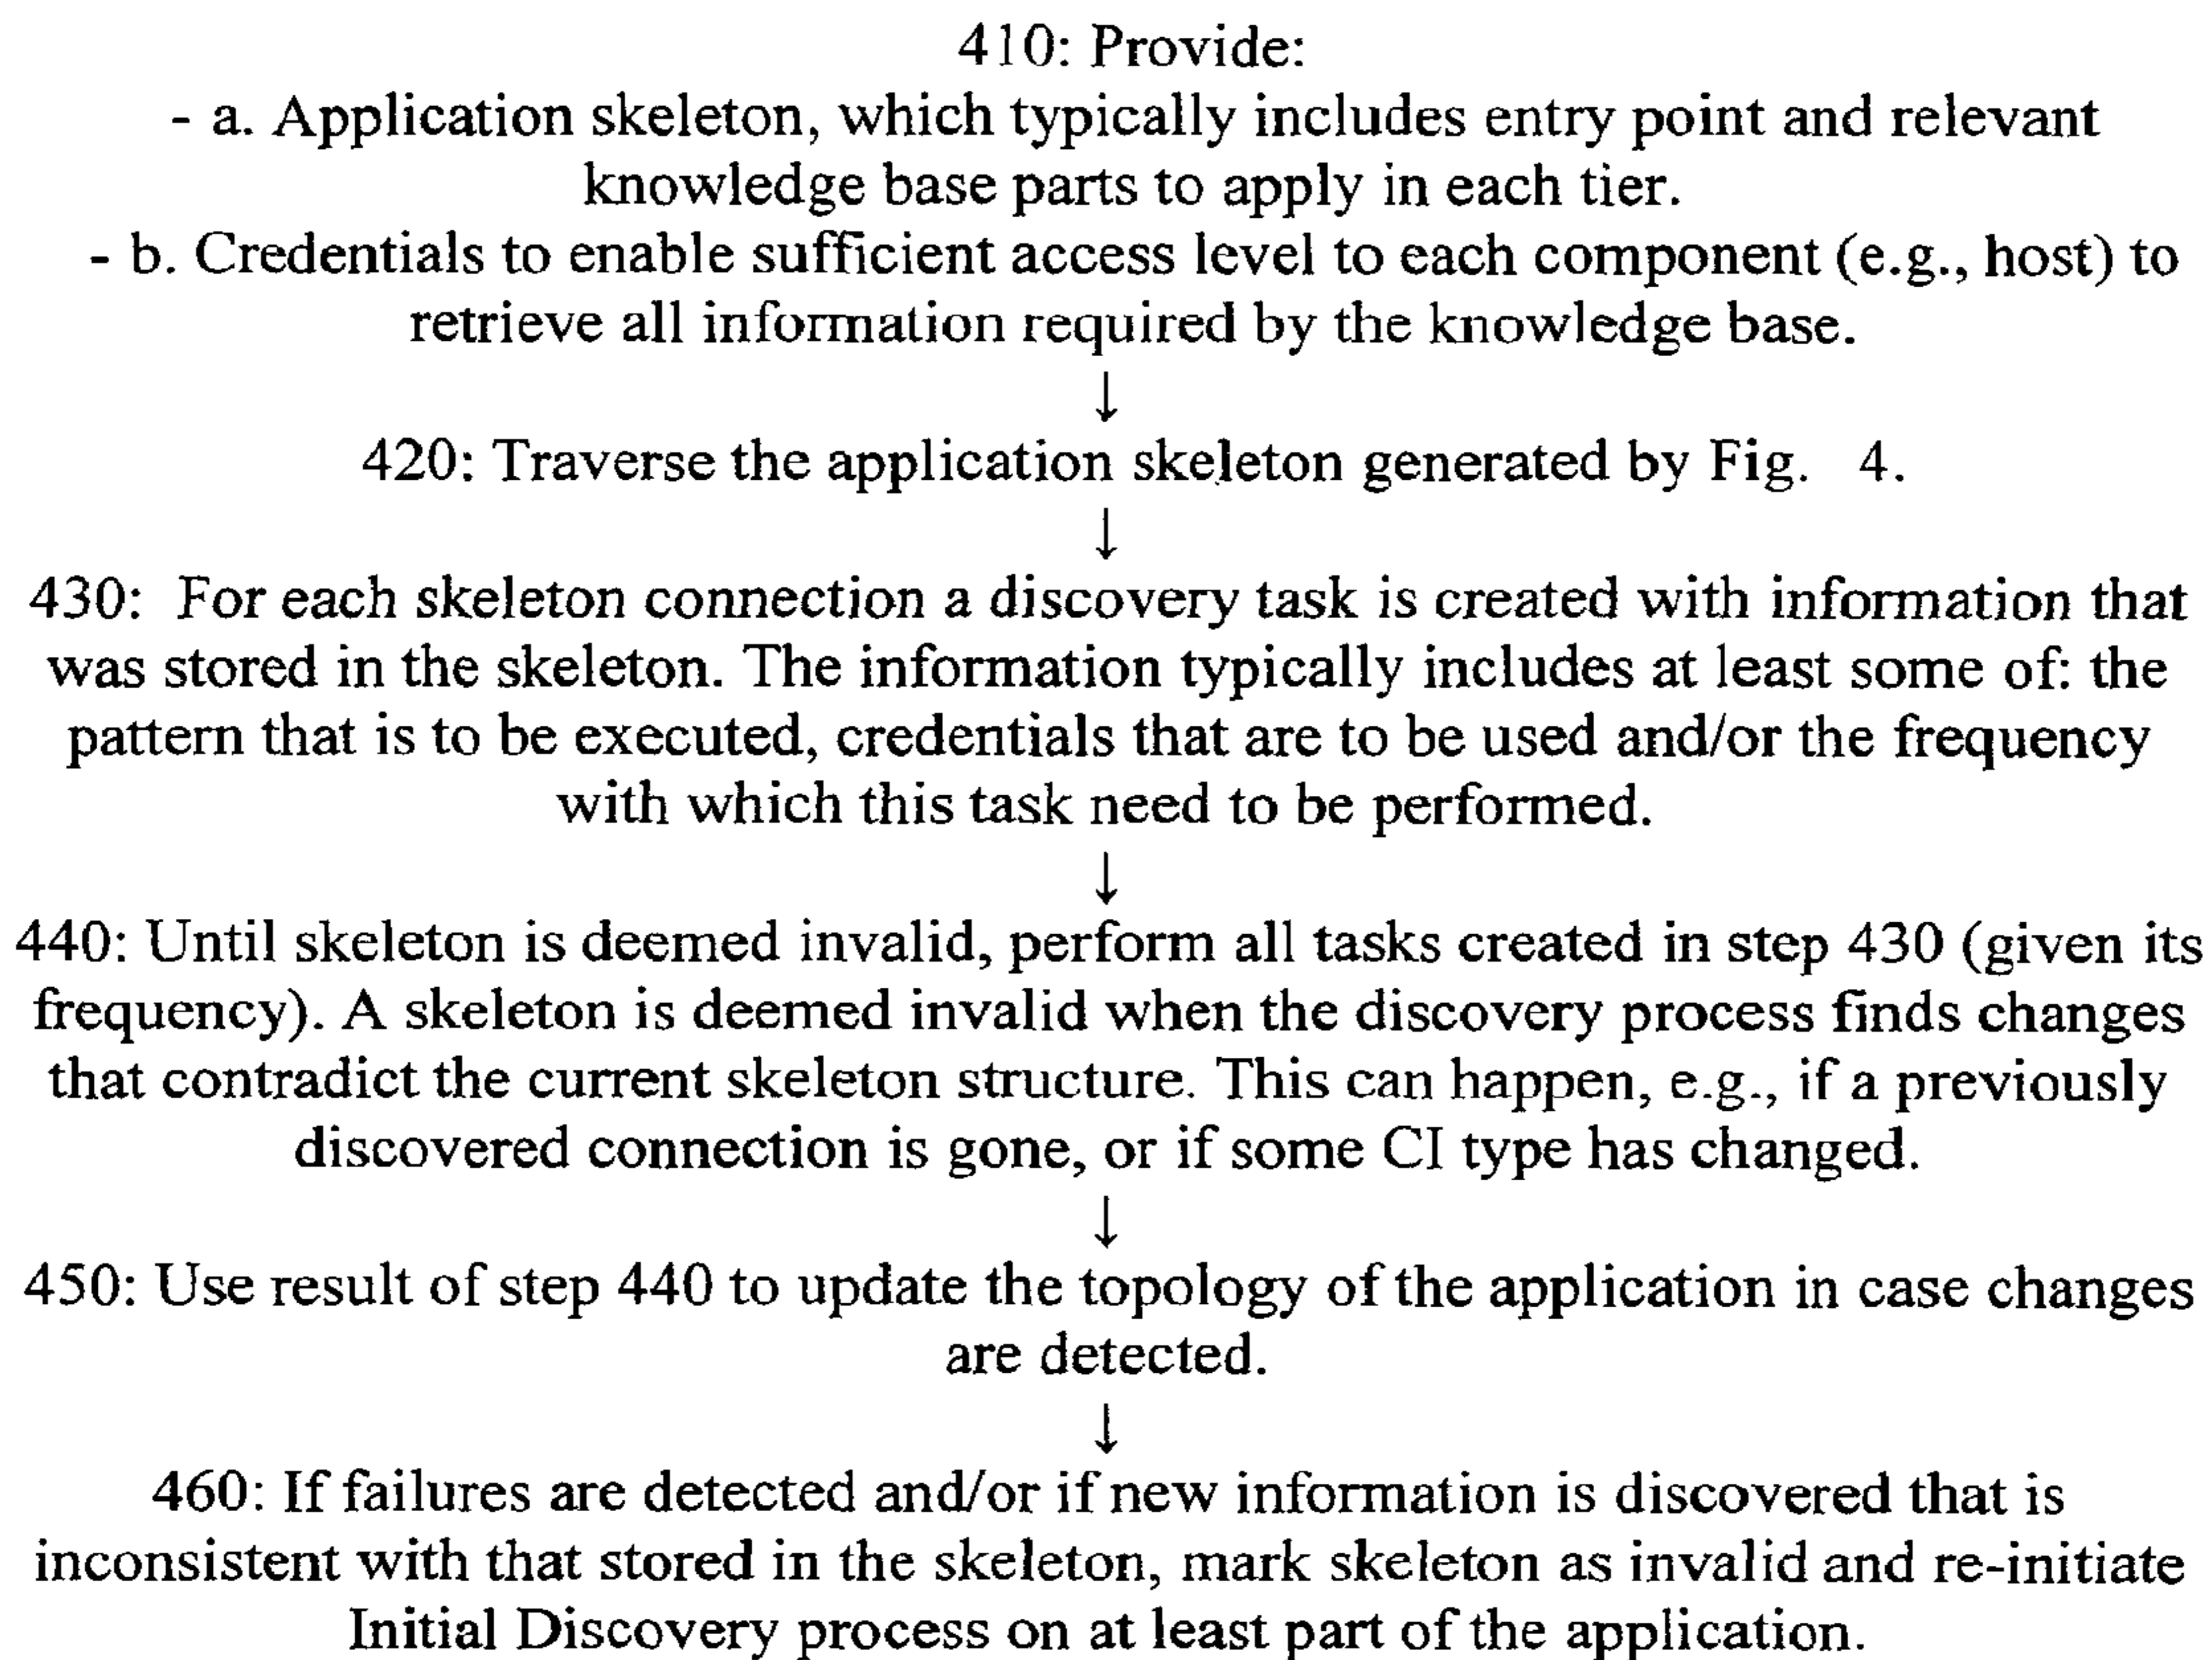 410: Provide:
- a. Application skeleton, which typically includes entry point and relevant
knowledge base parts to apply in each tier.
- b. Credentials to enable sufficient access level to each component (e.g., host) to
retrieve all information required by the knowledge base.
↓
420: Traverse the application skeleton generated by Fig. 4.
↓
430: For each skeleton connection a discovery task is created with information that
was stored in the skeleton. The information typically includes at least some of: the
pattern that is to be executed, credentials that are to be used and/or the frequency
with which this task need to be performed.
↓
440: Until skeleton is deemed invalid, perform all tasks created in step 430 (given its
frequency). A skeleton is deemed invalid when the discovery process finds changes
that contradict the current skeleton structure. This can happen, e.g., if a previously
discovered connection is gone, or if some CI type has changed.
↓
450: Use result of step 440 to update the topology of the application in case changes
are detected.
↓
460: If failures are detected and/or if new information is discovered that is
inconsistent with that stored in the skeleton, mark skeleton as invalid and re-initiate
Initial Discovery process on at least part of the application.